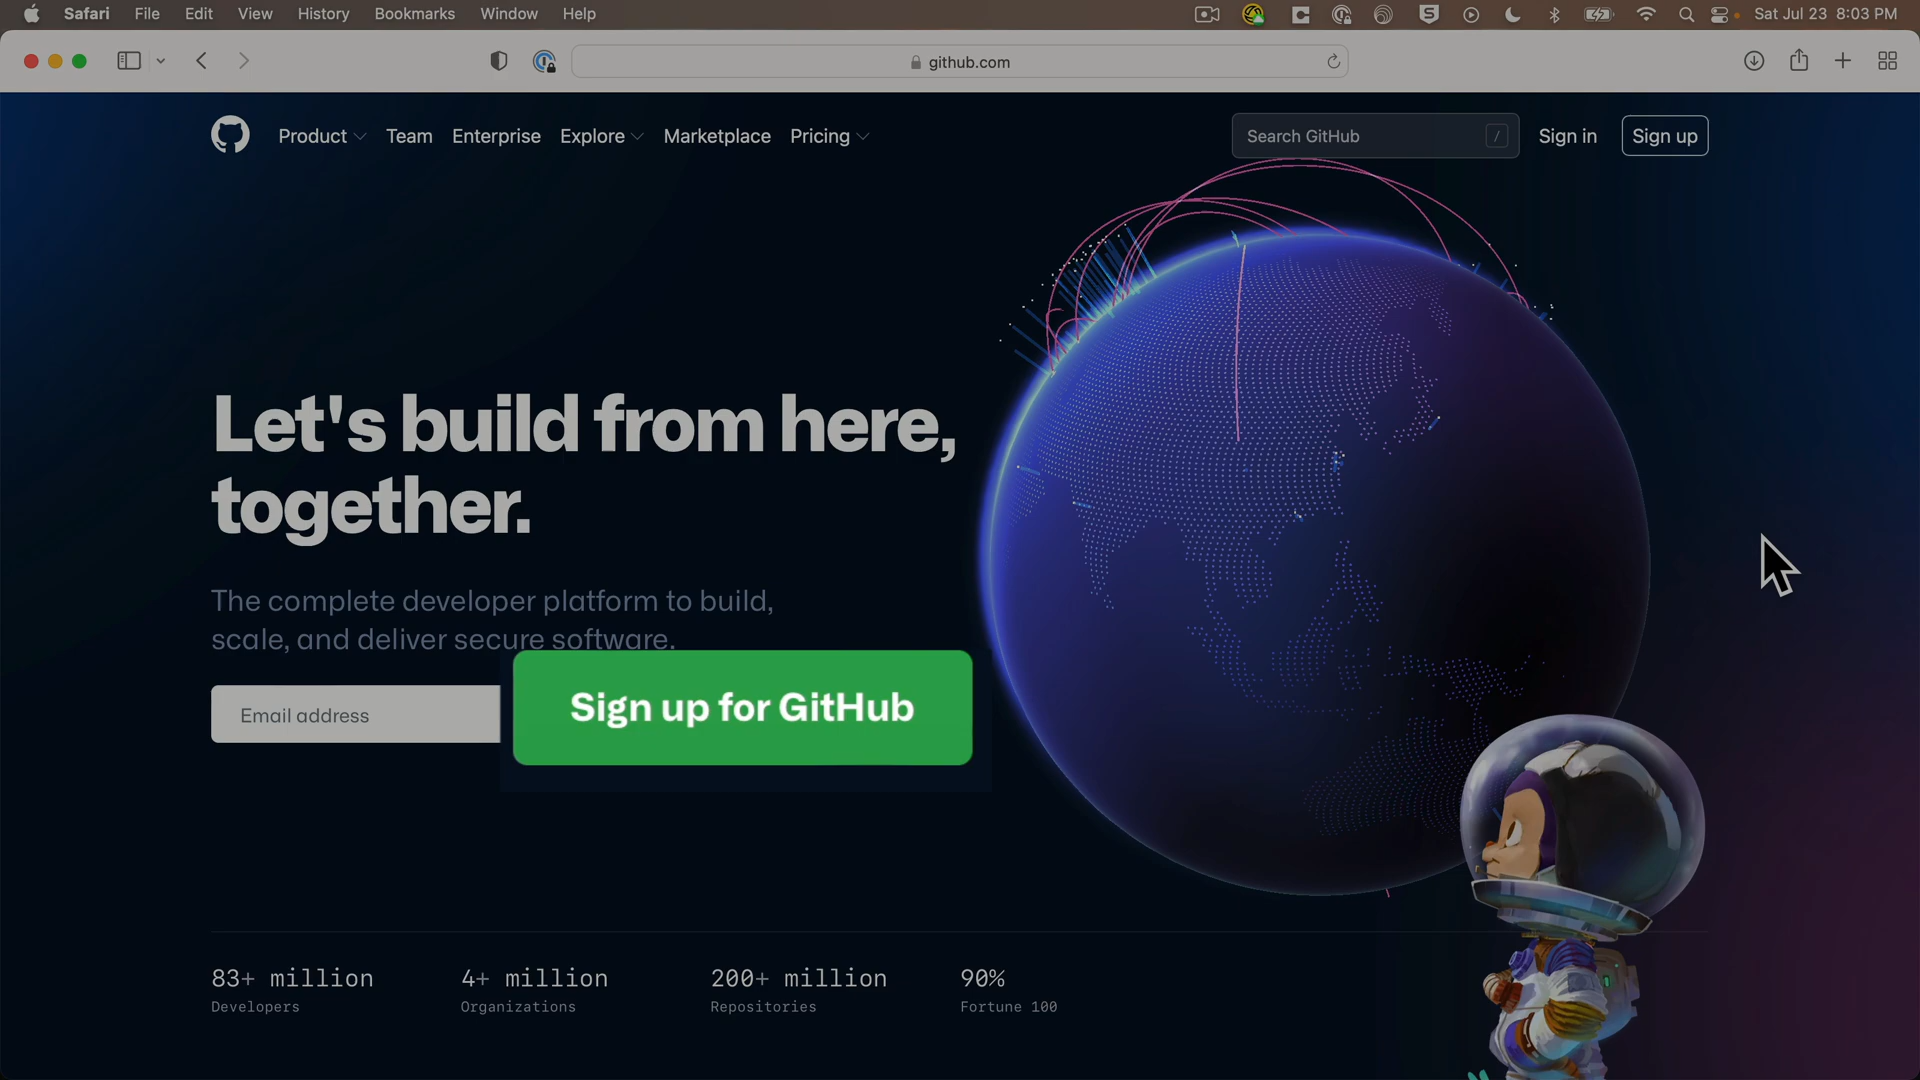 Safari File Edit View History Bookmarks Window Help Sat Jul 23 8:03 PM
github.com
Product Team Enterprise Explore Marketplace Pricing Search GitHub / Sign in Sign up
Let's build from here,
together.
The complete developer platform to build,
scale, and deliver secure software.
Email address
Sign up for GitHub
83+ million 4+ million 200+ million 90%
Developers Organizations Repositories Fortune 100